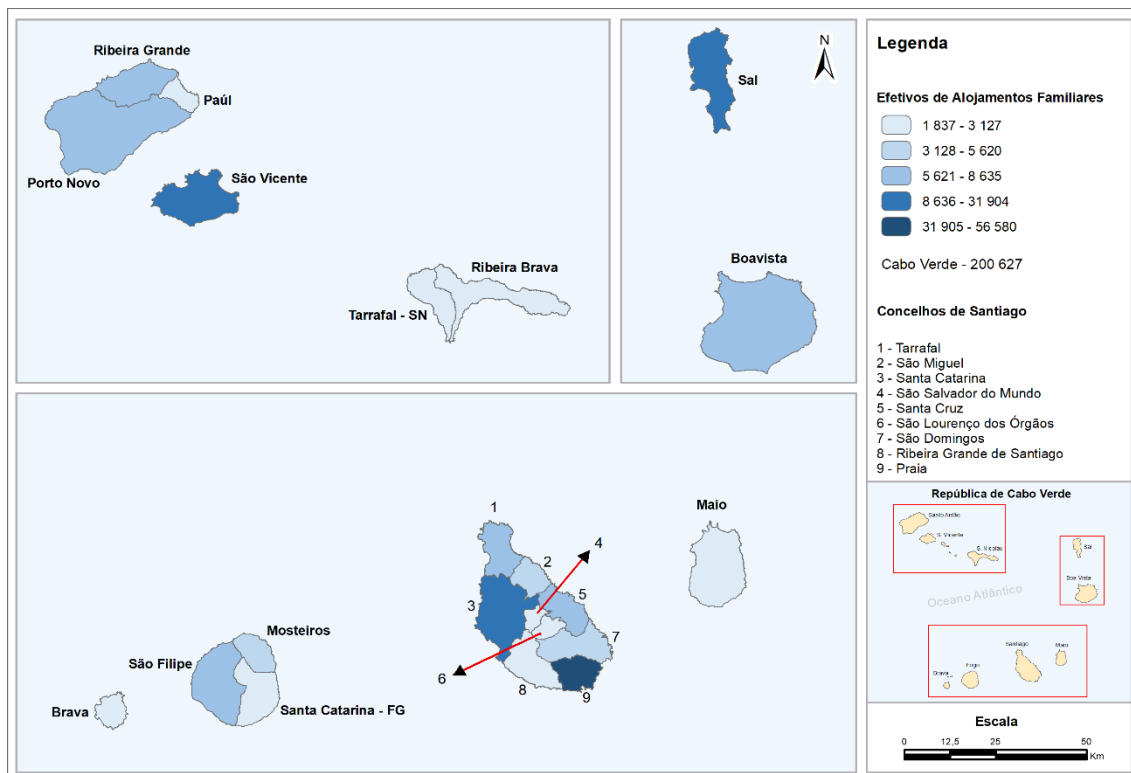 Ribeira Grande
Paúl
Porto Novo
São Vicente
Ribeira Brava
Tarrafal - SN
Sal
N
Boavista
1
2
3
4
5
6
7
8
9
Maio
Mosteiros
São Filipe
Brava
Santa Catarina - FG
Legenda
Efetivos de Alojamentos Familiares
1 837 - 3 127
3 128 - 5 620
5 621 - 8 635
8 636 - 31 904
31 905 - 56 580
Cabo Verde - 200 627
Concelhos de Santiago
1 - Tarrafal
2 - São Miguel
3 - Santa Catarina
4 - São Salvador do Mundo
5 - Santa Cruz
6 - São Lourenço dos Órgãos
7 - São Domingos
8 - Ribeira Grande de Santiago
9 - Praia
República de Cabo Verde
Santo Antão
S. Vicente
S. Nicolau
Sal
Boa Vista
Oceano Atlântico
Santiago
Maio
Fogo
Brava
Escala
0 12,5 25 50
Km